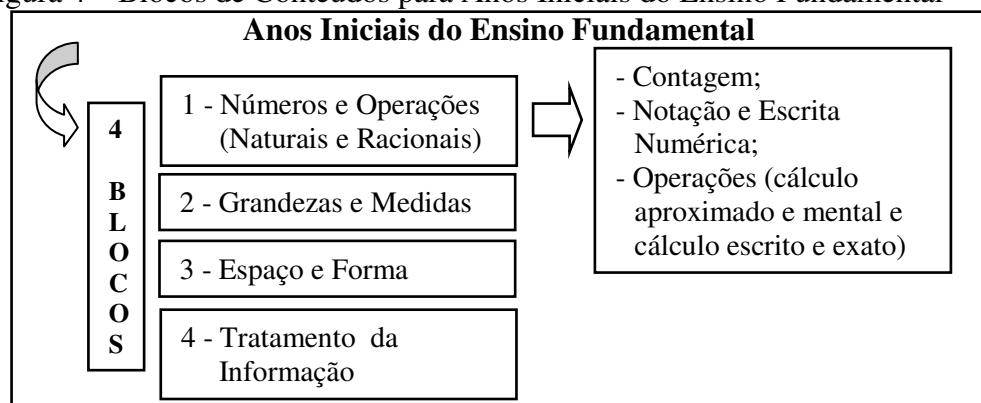 Figura 4 – Blocos de Conteúdos para Anos Iniciais do Ensino Fundamental
Anos Iniciais do Ensino Fundamental
4
B
L
O
C
O
S
1 - Números e Operações
(Naturais e Racionais)
2 - Grandezas e Medidas
3 - Espaço e Forma
4 - Tratamento da
Informação
- Contagem;
- Notação e Escrita
Numérica;
- Operações (cálculo
aproximado e mental e
cálculo escrito e exato)